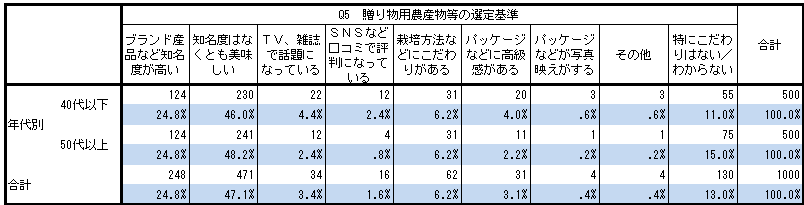 Q5　贈り物用農産物等の選定基準
ブランド産品など知名度が高い 知名度はなくとも美味しい ＴＶ、雑誌で話題になっている ＳＮＳなど口コミで評判になっている 栽培方法などにこだわりがある パッケージなどに高級感がある パッケージなどが写真映えがする その他 特にこだわりはない／わからない 合計
年代別 40代以下 124 230 22 12 31 20 3 3 55 500
24.8% 46.0% 4.4% 2.4% 6.2% 4.0% .6% .6% 11.0% 100.0%
50代以上 124 241 12 4 31 11 1 1 75 500
24.8% 48.2% 2.4% .8% 6.2% 2.2% .2% .2% 15.0% 100.0%
合計 248 471 34 16 62 31 4 4 130 1000
24.8% 47.1% 3.4% 1.6% 6.2% 3.1% .4% .4% 13.0% 100.0%